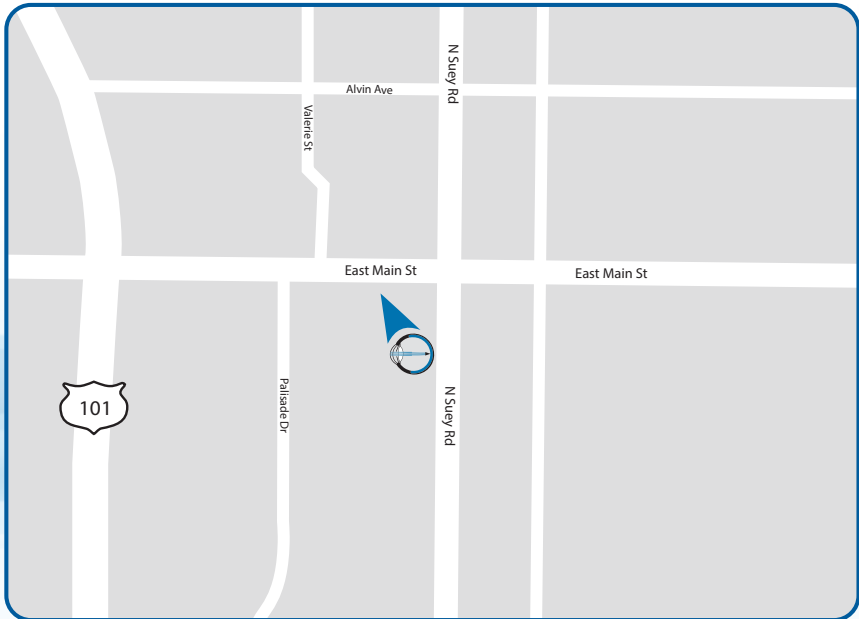 N Suey Rd
Alvin Ave
Valerie St
East Main St
East Main St
Palisade Dr
N Suey Rd
101